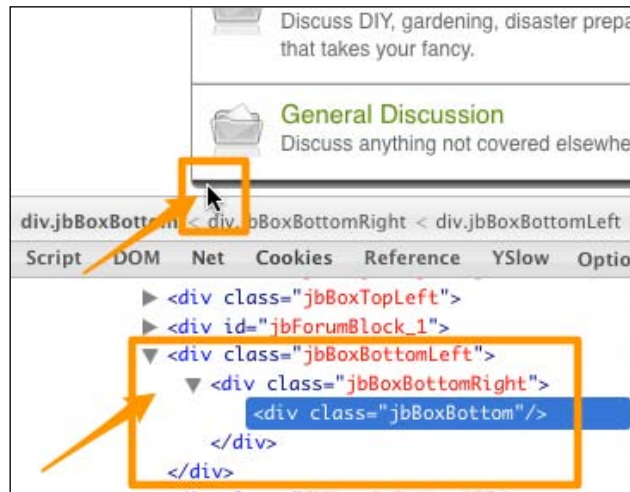 Discuss DIY, gardening, disaster prepa
that takes your fancy.
General Discussion
Discuss anything not covered elsewhe
div.jbBoxBottom < div.jbBoxBottomRight < div.jbBoxBottomLeft
Script DOM Net Cookies Reference YSlow Optio
<div class="jbBoxTopLeft">
<div id="jbForumBlock_1">
<div class="jbBoxBottomLeft">
<div class="jbBoxBottomRight">
<div class="jbBoxBottom"/>
</div>
</div>